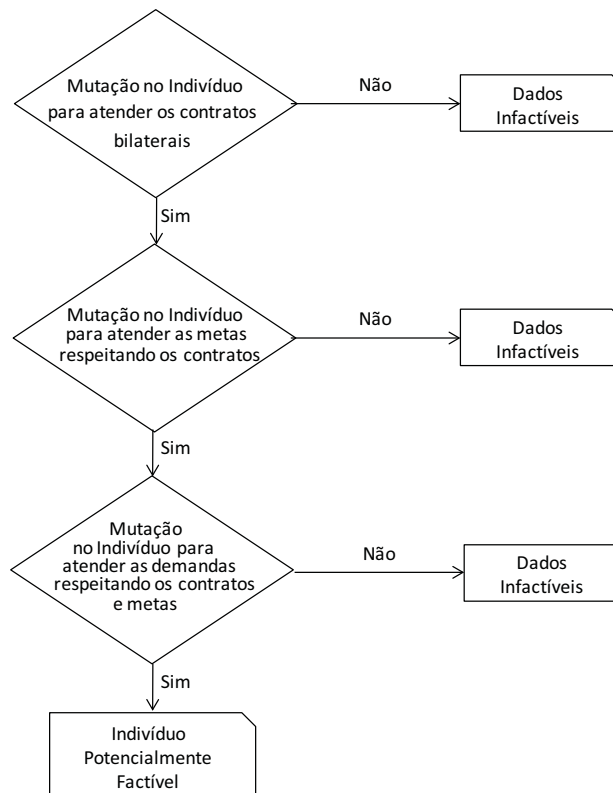 Mutação no Indivíduo
para atender os contratos
bilaterais
Não
Dados
Infactíveis
Sim
Mutação no Indivíduo
para atender as metas
respeitando os contratos
Não
Dados
Infactíveis
Sim
Mutação
no Indivíduo para
atender as demandas
respeitando os contratos
e metas
Não
Dados
Infactíveis
Sim
Indivíduo
Potencialmente
Factível